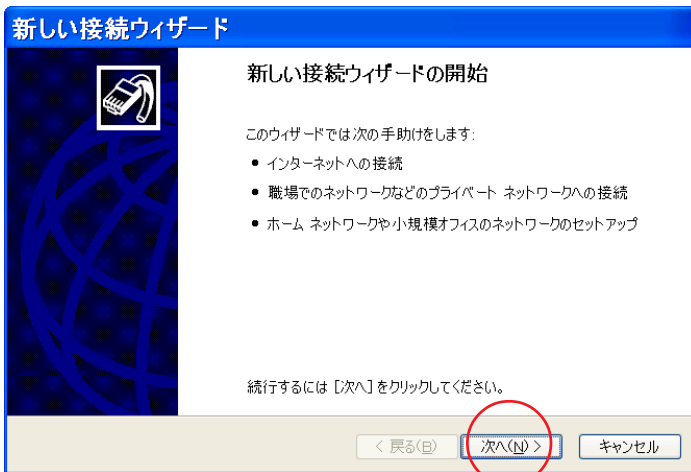 新しい接続ウィザード
新しい接続ウィザードの開始
このウィザードでは次の手助けをします:
● インターネットへの接続
● 職場でのネットワークなどのプライベート ネットワークへの接続
● ホーム ネットワークや小規模オフィスのネットワークのセットアップ
続行するには [次へ] をクリックしてください。
< 戻る(B) 次へ(N) > キャンセル